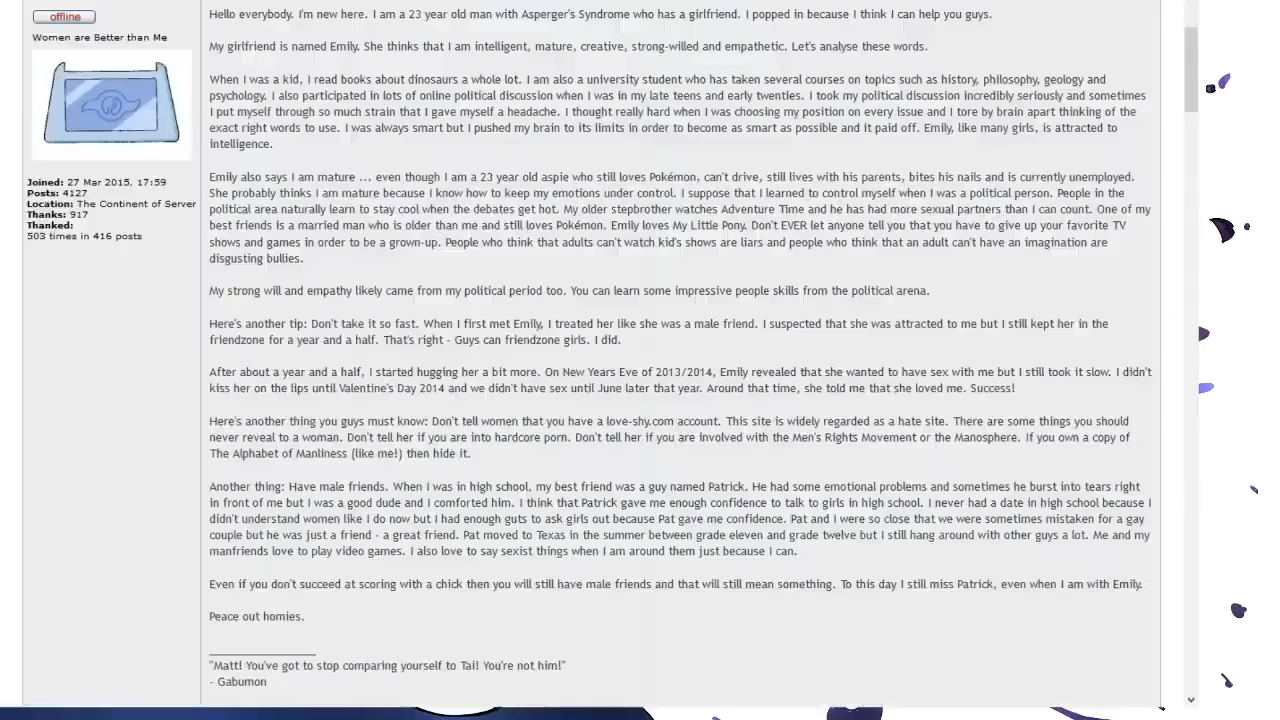 offline
Women are Better than Me
Joined: 27 Mar 2015, 17:59
Posts: 4127
Location: The Continent of Server
Thanks: 917
Thanked:
503 times in 416 posts
Hello everybody. I'm new here. I am a 23 year old man with Asperger's Syndrome who has a girlfriend. I popped in because I think I can help you guys.
My girlfriend is named Emily. She thinks that I am intelligent, mature, creative, strong-willed and empathetic. Let's analyse these words.
When I was a kid, I read books about dinosaurs a whole lot. I am also a university student who has taken several courses on topics such as history, philosophy, geology and
psychology. I also participated in lots of online political discussion when I was in my late teens and early twenties. I took my political discussion incredibly seriously and sometimes
I put myself through so much strain that I gave myself a headache. I thought really hard when I was choosing my position on every issue and I tore by brain apart thinking of the
exact right words to use. I was always smart but I pushed my brain to its limits in order to become as smart as possible and it paid off. Emily, like many girls, is attracted to
intelligence.
Emily also says I am mature ... even though I am a 23 year old aspie who still loves Pokémon, can't drive, still lives with his parents, bites his nails and is currently unemployed.
She probably thinks I am mature because I know how to keep my emotions under control. I suppose that I learned to control myself when I was a political person. People in the
political area naturally learn to stay cool when the debates get hot. My older stepbrother watches Adventure Time and he has had more sexual partners than I can count. One of my
best friends is a married man who is older than me and still loves Pokémon. Emily loves My Little Pony. Don't EVER let anyone tell you that you have to give up your favorite TV
shows and games in order to be a grown-up. People who think that adults can't watch kid's shows are liars and people who think that an adult can't have an imagination are
disgusting bullies.
My strong will and empathy likely came from my political period too. You can learn some impressive people skills from the political arena.
Here's another tip: Don't take it so fast. When I first met Emily, I treated her like she was a male friend. I suspected that she was attracted to me but I still kept her in the
friendzone for a year and a half. That's right - Guys can friendzone girls. I did.
After about a year and a half, I started hugging her a bit more. On New Years Eve of 2013/2014, Emily revealed that she wanted to have sex with me but I still took it slow. I didn't
kiss her on the lips until Valentine's Day 2014 and we didn't have sex until June later that year. Around that time, she told me that she loved me. Success!
Here's another thing you guys must know: Don't tell women that you have a love-shy.com account. This site is widely regarded as a hate site. There are some things you should
never reveal to a woman. Don't tell her if you are into hardcore porn. Don't tell her if you are involved with the Men's Rights Movement or the Manosphere. If you own a copy of
The Alphabet of Manliness (like me!) then hide it.
Another thing: Have male friends. When I was in high school, my best friend was a guy named Patrick. He had some emotional problems and sometimes he burst into tears right
in front of me but I was a good dude and I comforted him. I think that Patrick gave me enough confidence to talk to girls in high school. I never had a date in high school because I
didn't understand women like I do now but I had enough guts to ask girls out because Pat gave me confidence. Pat and I were so close that we were sometimes mistaken for a gay
couple but he was just a friend - a great friend. Pat moved to Texas in the summer between grade eleven and grade twelve but I still hang around with other guys a lot. Me and my
manfriends love to play video games. I also love to say sexist things when I am around them just because I can.
Even if you don't succeed at scoring with a chick then you will still have male friends and that will still mean something. To this day I still miss Patrick, even when I am with Emily.
Peace out homies.
"Matt! You've got to stop comparing yourself to Tai! You're not him!"
- Gabumon